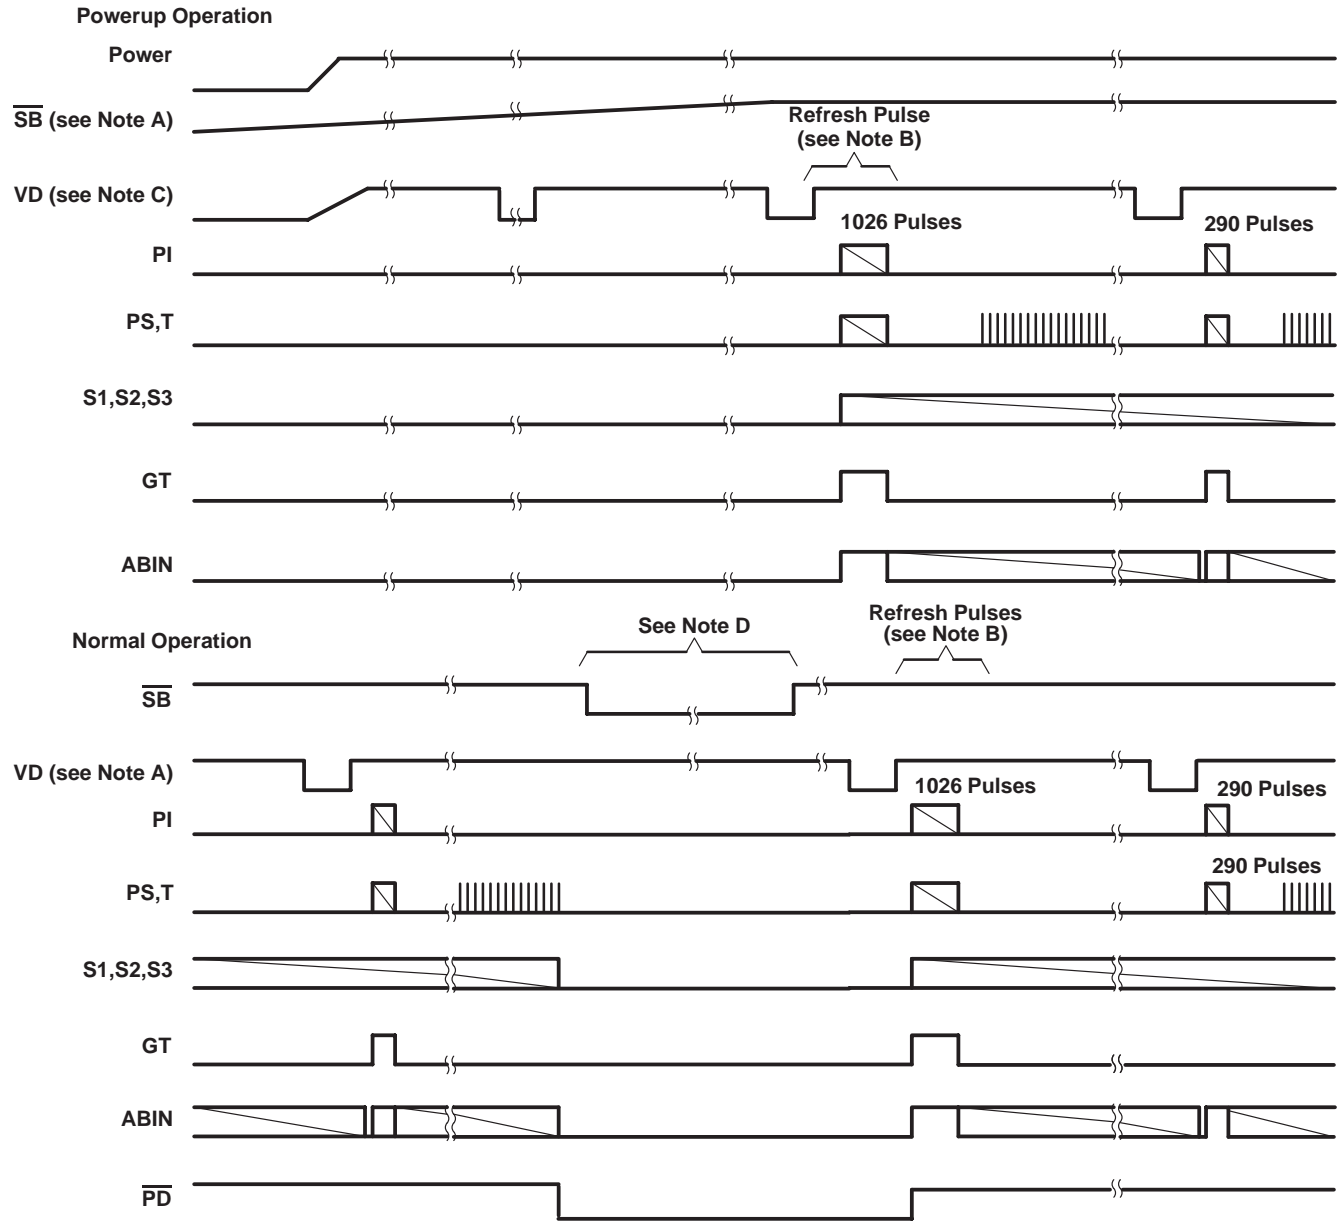 Powerup Operation
Power
SB (see Note A)
Refresh Pulse
(see Note B)
VD (see Note C)
1026 Pulses
290 Pulses
PI
PS,T
S1,S2,S3
GT
ABIN
Normal Operation
See Note D
Refresh Pulses
(see Note B)
SB
VD (see Note A)
1026 Pulses
290 Pulses
PI
290 Pulses
PS,T
S1,S2,S3
GT
ABIN
PD